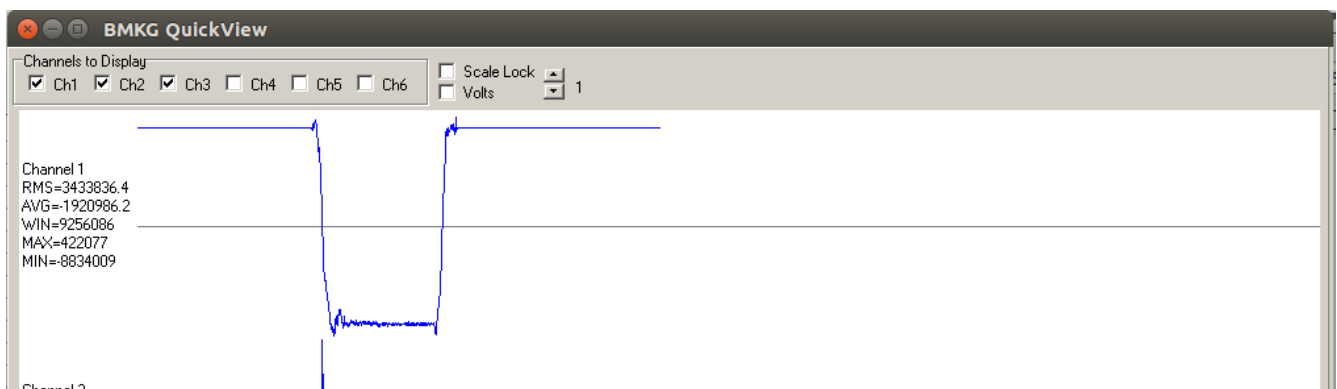 BMKG QuickView
Channels to Display
Ch1 Ch2 Ch3 Ch4 Ch5 Ch6
Scale Lock
Volts
1
Channel 1
RMS=3433836.4
AVG=-1920986.2
WIN=9256086
MAX=422077
MIN=-8834009